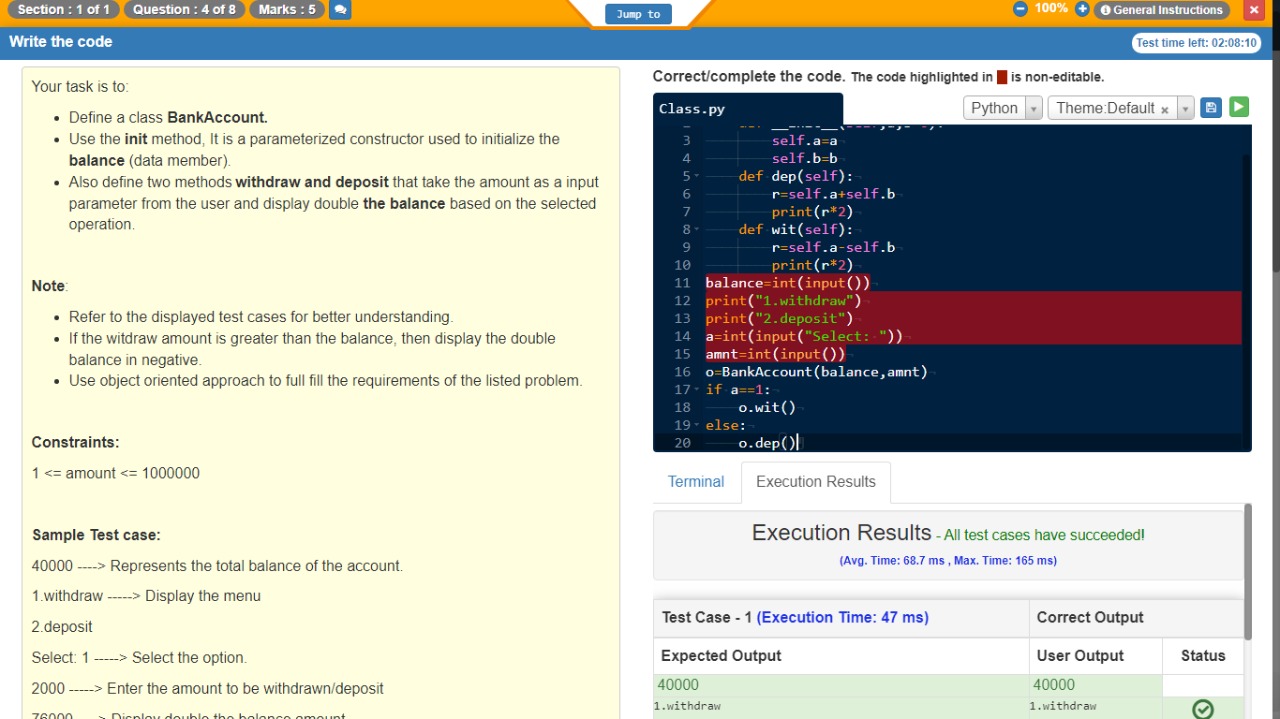 Section : 1 of 1 Question : 4 of 8 Marks : 5 Jump to 100% General Instructions
Write the code Test time left: 02:08:10
Your task is to:
• Define a class BankAccount.
• Use the init method, It is a parameterized constructor used to initialize the
balance (data member).
• Also define two methods withdraw and deposit that take the amount as a input
parameter from the user and display double the balance based on the selected
operation.
Note:
• Refer to the displayed test cases for better understanding.
• If the witdraw amount is greater than the balance, then display the double
balance in negative.
• Use object oriented approach to full fill the requirements of the listed problem.
Constraints:
1 <= amount <= 1000000
Sample Test case:
40000 ----> Represents the total balance of the account.
1.withdraw -----> Display the menu
2.deposit
Select: 1 -----> Select the option.
2000 -----> Enter the amount to be withdrawn/deposit
Correct/complete the code. The code highlighted in is non-editable.
Class.py Python Theme:Default
3 self.a=a
4 self.b=b
5 def dep(self):
6 r=self.a+self.b
7 print(r*2)
8 def wit(self):
9 r=self.a-self.b
10 print(r*2)
11 balance=int(input())
12 print("1.withdraw")
13 print("2.deposit")
14 a=int(input("Select: "))
15 amnt=int(input())
16 o=BankAccount(balance,amnt)
17 if a==1:
18 o.wit()
19 else:
20 o.dep()
Terminal Execution Results
Execution Results - All test cases have succeeded!
(Avg. Time: 68.7 ms , Max. Time: 165 ms)
Test Case - 1 (Execution Time: 47 ms) Correct Output
Expected Output User Output Status
40000 40000
1.withdraw 1.withdraw